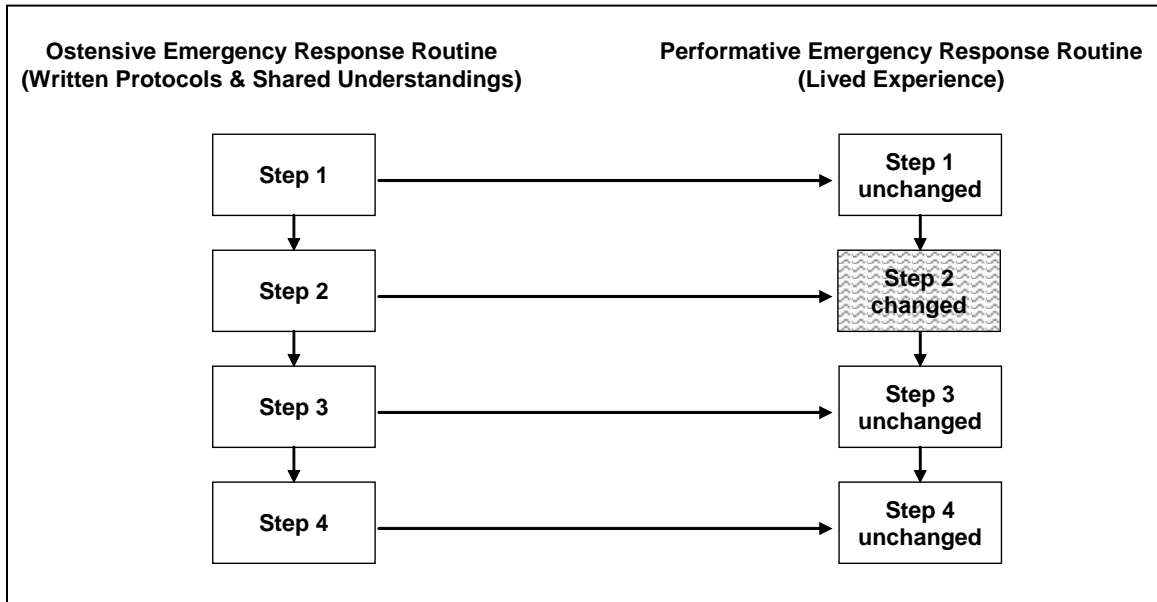 Ostensive Emergency Response Routine
(Written Protocols & Shared Understandings)
Performative Emergency Response Routine
(Lived Experience)
Step 1
Step 1
unchanged
Step 2
Step 2
changed
Step 3
Step 3
unchanged
Step 4
Step 4
unchanged